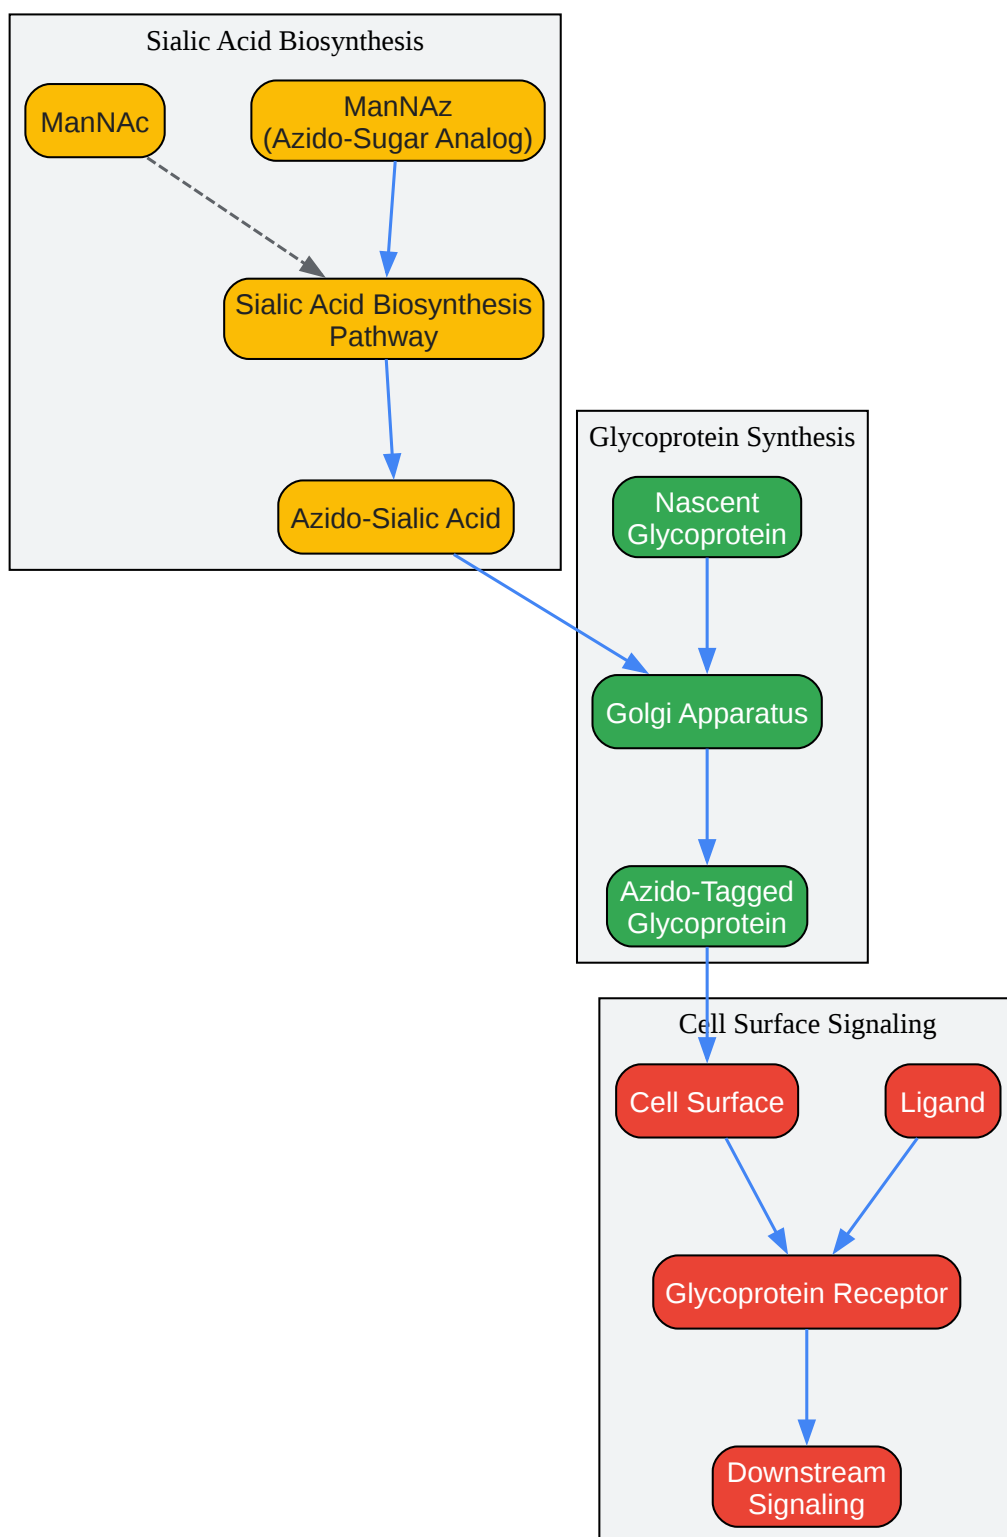 Sialic Acid Biosynthesis
ManNAc
ManNAz
(Azido-Sugar Analog)
Sialic Acid Biosynthesis
Pathway
Azido-Sialic Acid
Glycoprotein Synthesis
Nascent
Glycoprotein
Golgi Apparatus
Azido-Tagged
Glycoprotein
Cell Surface Signaling
Cell Surface
Ligand
Glycoprotein Receptor
Downstream
Signaling